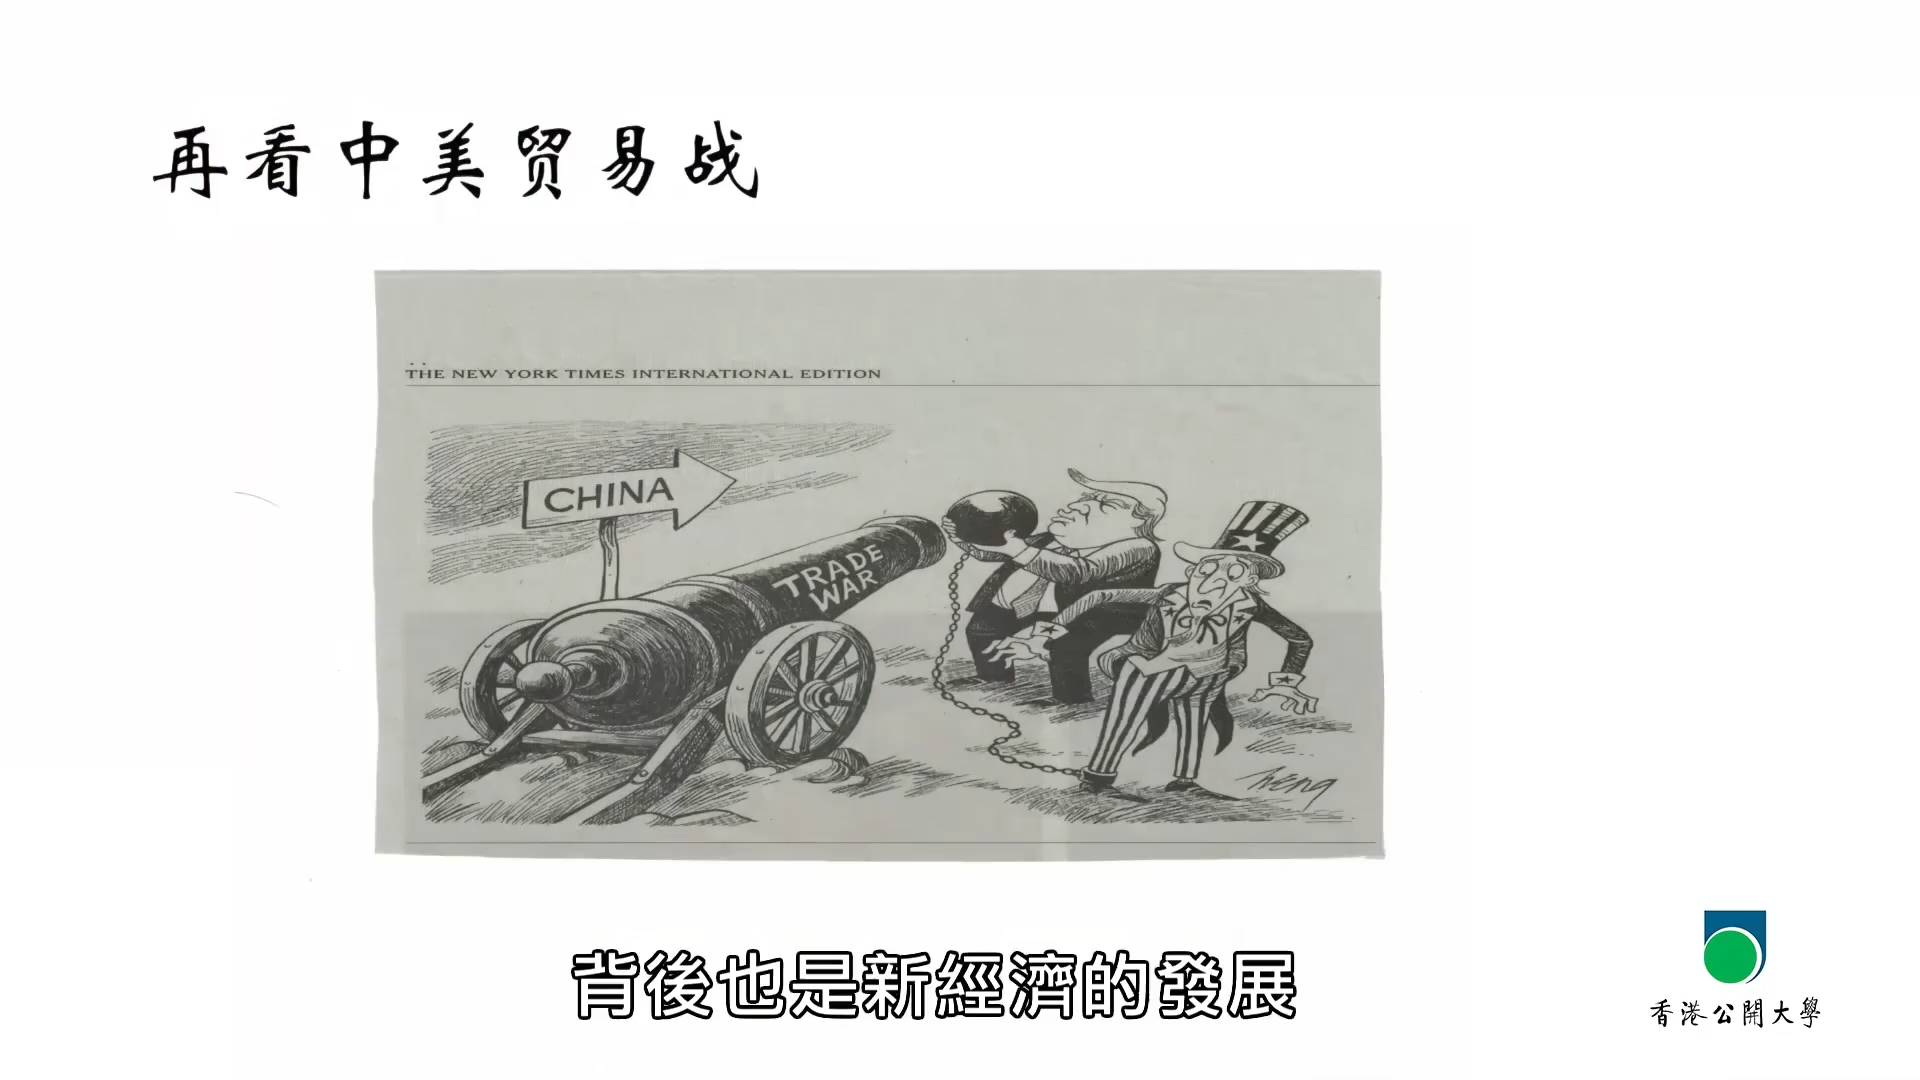 再看中美贸易战
THE NEW YORK TIMES INTERNATIONAL EDITION
CHINA
TRADE
WAR
Heng
背後也是新經濟的發展
香港公開大學